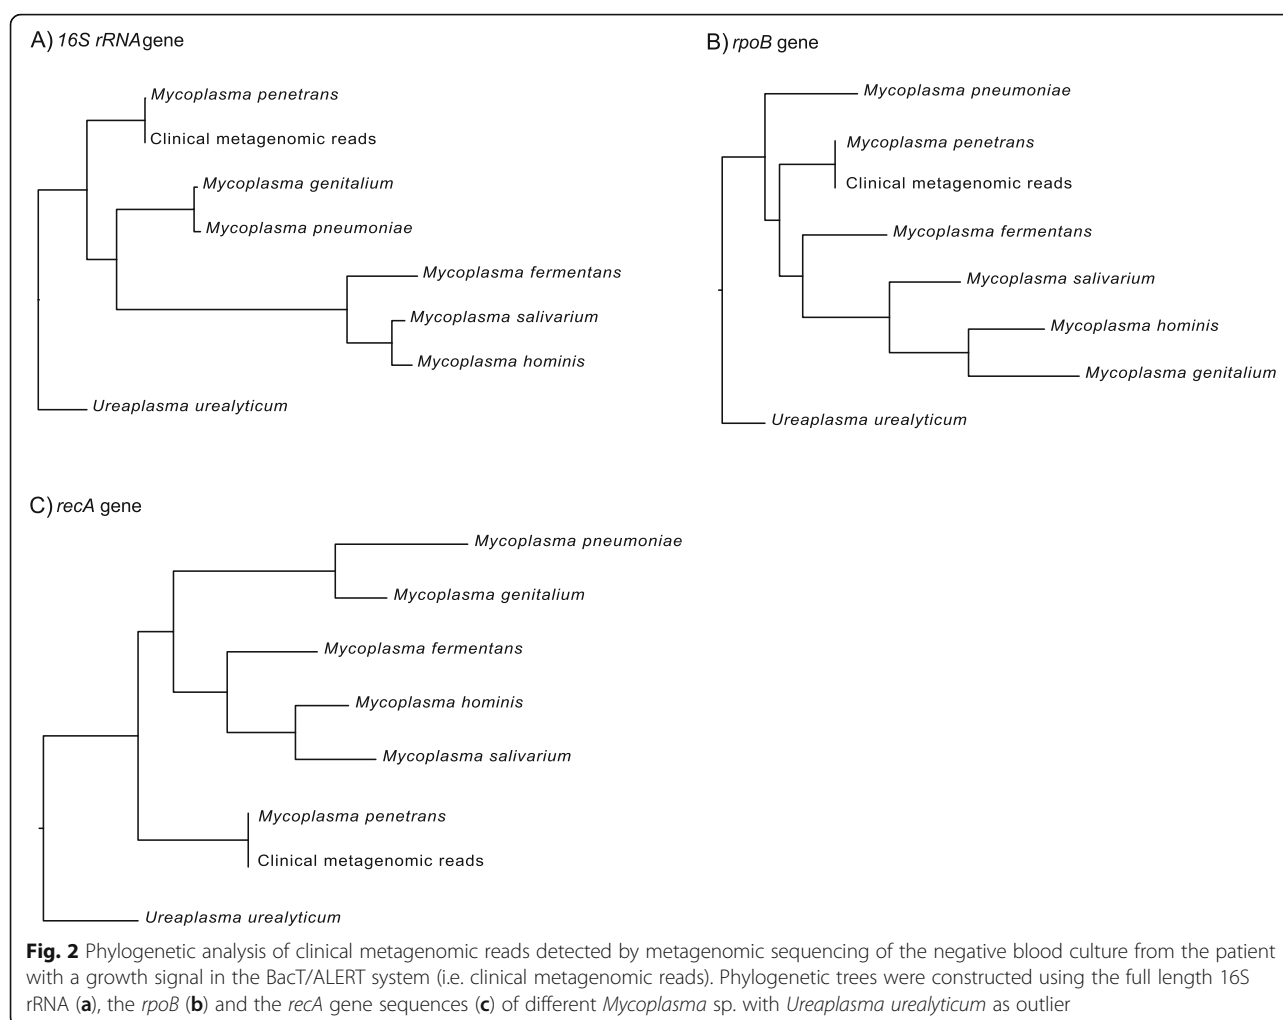 A) 16S rRNA gene
Mycoplasma penetrans
Clinical metagenomic reads
Mycoplasma genitalium
Mycoplasma pneumoniae
Mycoplasma fermentans
Mycoplasma salivarium
Mycoplasma hominis
Ureaplasma urealyticum
B) rpoB gene
Mycoplasma pneumoniae
Mycoplasma penetrans
Clinical metagenomic reads
Mycoplasma fermentans
Mycoplasma salivarium
Mycoplasma hominis
Mycoplasma genitalium
Ureaplasma urealyticum
C) recA gene
Mycoplasma pneumoniae
Mycoplasma genitalium
Mycoplasma fermentans
Mycoplasma hominis
Mycoplasma salivarium
Mycoplasma penetrans
Clinical metagenomic reads
Ureaplasma urealyticum
Fig. 2 Phylogenetic analysis of clinical metagenomic reads detected by metagenomic sequencing of the negative blood culture from the patient
with a growth signal in the BacT/ALERT system (i.e. clinical metagenomic reads). Phylogenetic trees were constructed using the full length 16S
rRNA (a), the rpoB (b) and the recA gene sequences (c) of different Mycoplasma sp. with Ureaplasma urealyticum as outlier